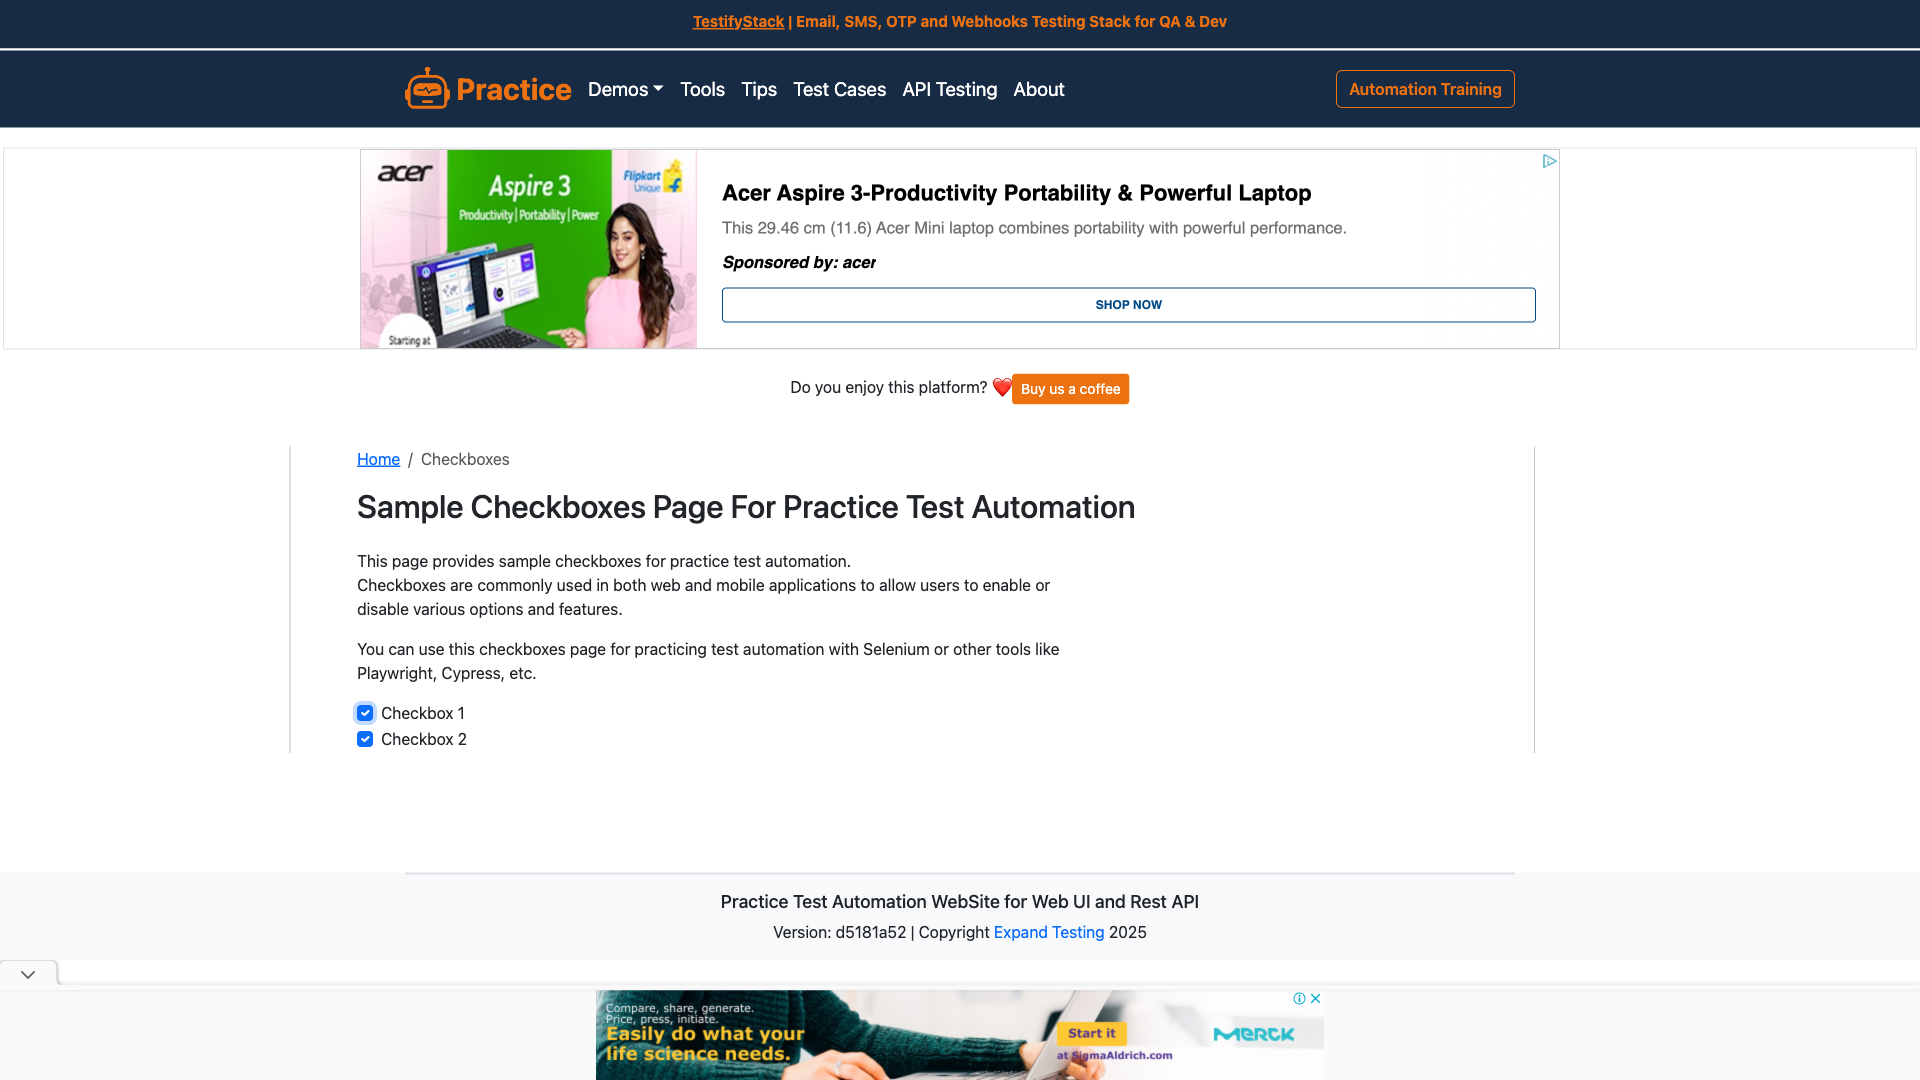 TestifyStack | Email, SMS, OTP and Webhooks Testing Stack for QA & Dev
Practice
Demos
Tools
Tips
Test Cases
API Testing
About
Automation Training
acer
Aspire 3
Productivity | Portability | Power
Flipkart
Unique
Starting at
Acer Aspire 3-Productivity Portability & Powerful Laptop
This 29.46 cm (11.6) Acer Mini laptop combines portability with powerful performance.
Sponsored by: acer
SHOP NOW
Do you enjoy this platform? ❤️ Buy us a coffee
Home / Checkboxes
Sample Checkboxes Page For Practice Test Automation
This page provides sample checkboxes for practice test automation.
Checkboxes are commonly used in both web and mobile applications to allow users to enable or
disable various options and features.
You can use this checkboxes page for practicing test automation with Selenium or other tools like
Playwright, Cypress, etc.
Checkbox 1
Checkbox 2
Practice Test Automation WebSite for Web UI and Rest API
Version: d5181a52 | Copyright Expand Testing 2025
Compare, share, generate.
Price, press, initiate.
Easily do what your
life science needs.
Start it
at SigmaAldrich.com
MERCK